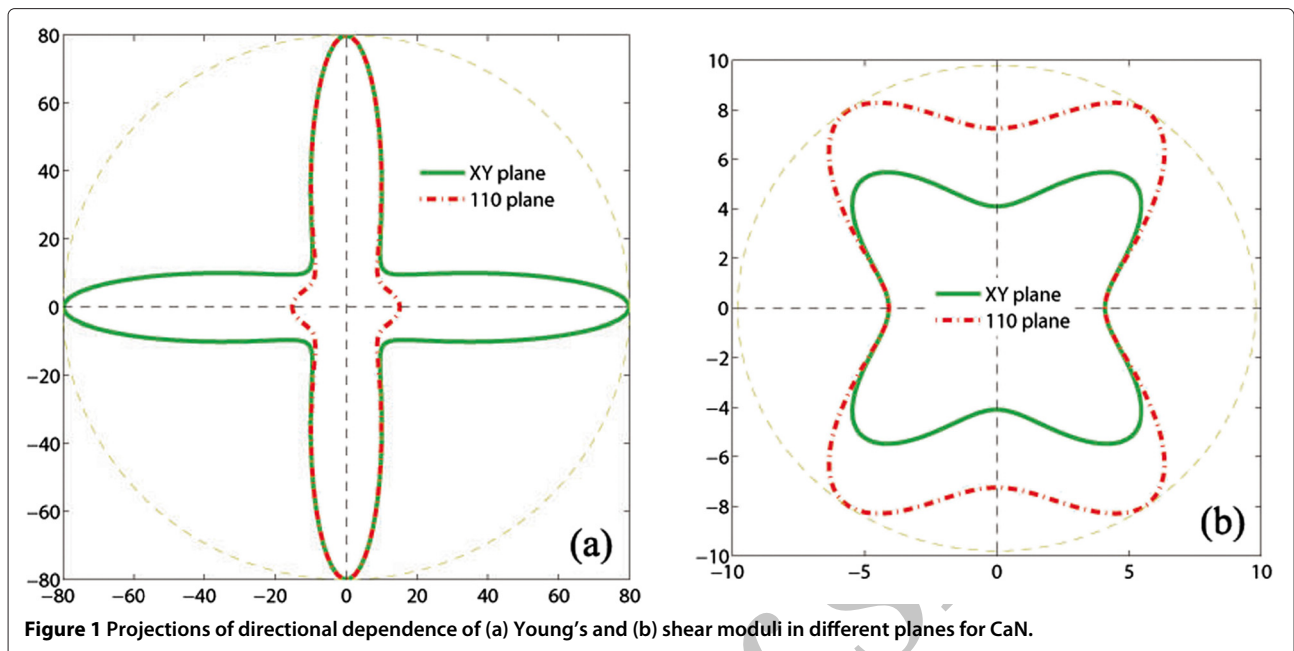 80
60
40
20
0
−20
−40
−60
−80
−80 −60 −40 −20 0 20 40 60 80
XY plane
110 plane
(a)
10
8
6
4
2
0
−2
−4
−6
−8
−10
−10 −5 0 5 10
XY plane
110 plane
(b)
Figure 1 Projections of directional dependence of (a) Young's and (b) shear moduli in different planes for CaN.